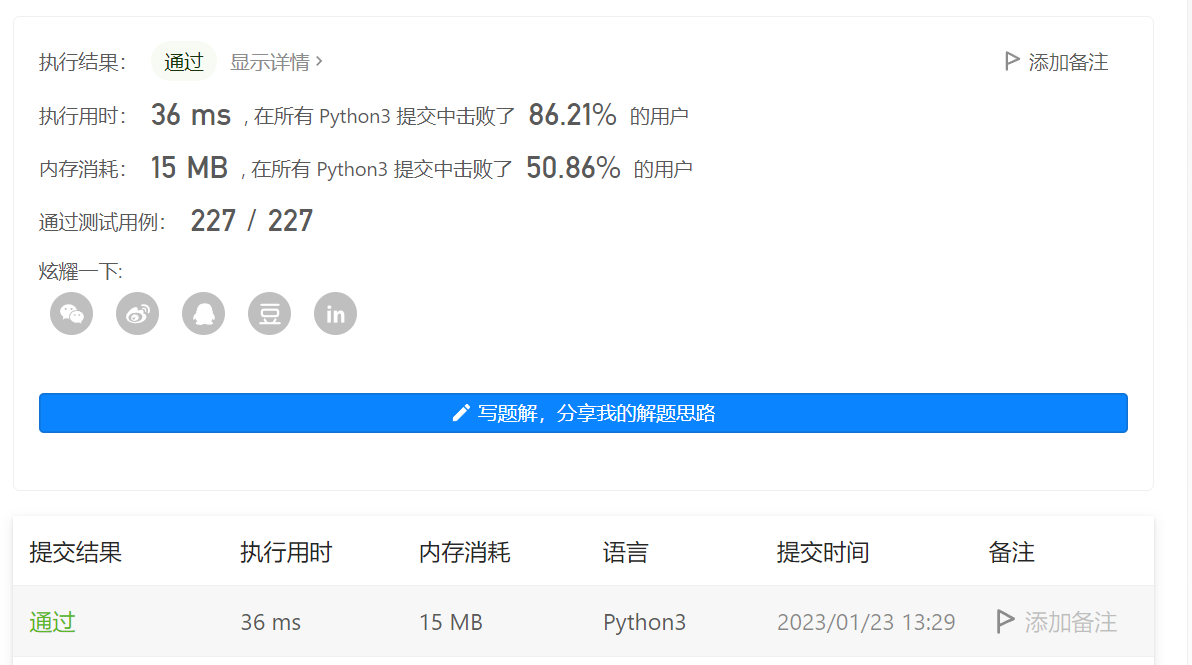 执行结果： 通过 显示详情 › 添加备注
执行用时： 36 ms , 在所有 Python3 提交中击败了 86.21% 的用户
内存消耗： 15 MB , 在所有 Python3 提交中击败了 50.86% 的用户
通过测试用例： 227 / 227
炫耀一下:
豆 in
写题解，分享我的解题思路
提交结果 执行用时 内存消耗 语言 提交时间 备注
通过 36 ms 15 MB Python3 2023/01/23 13:29 添加备注